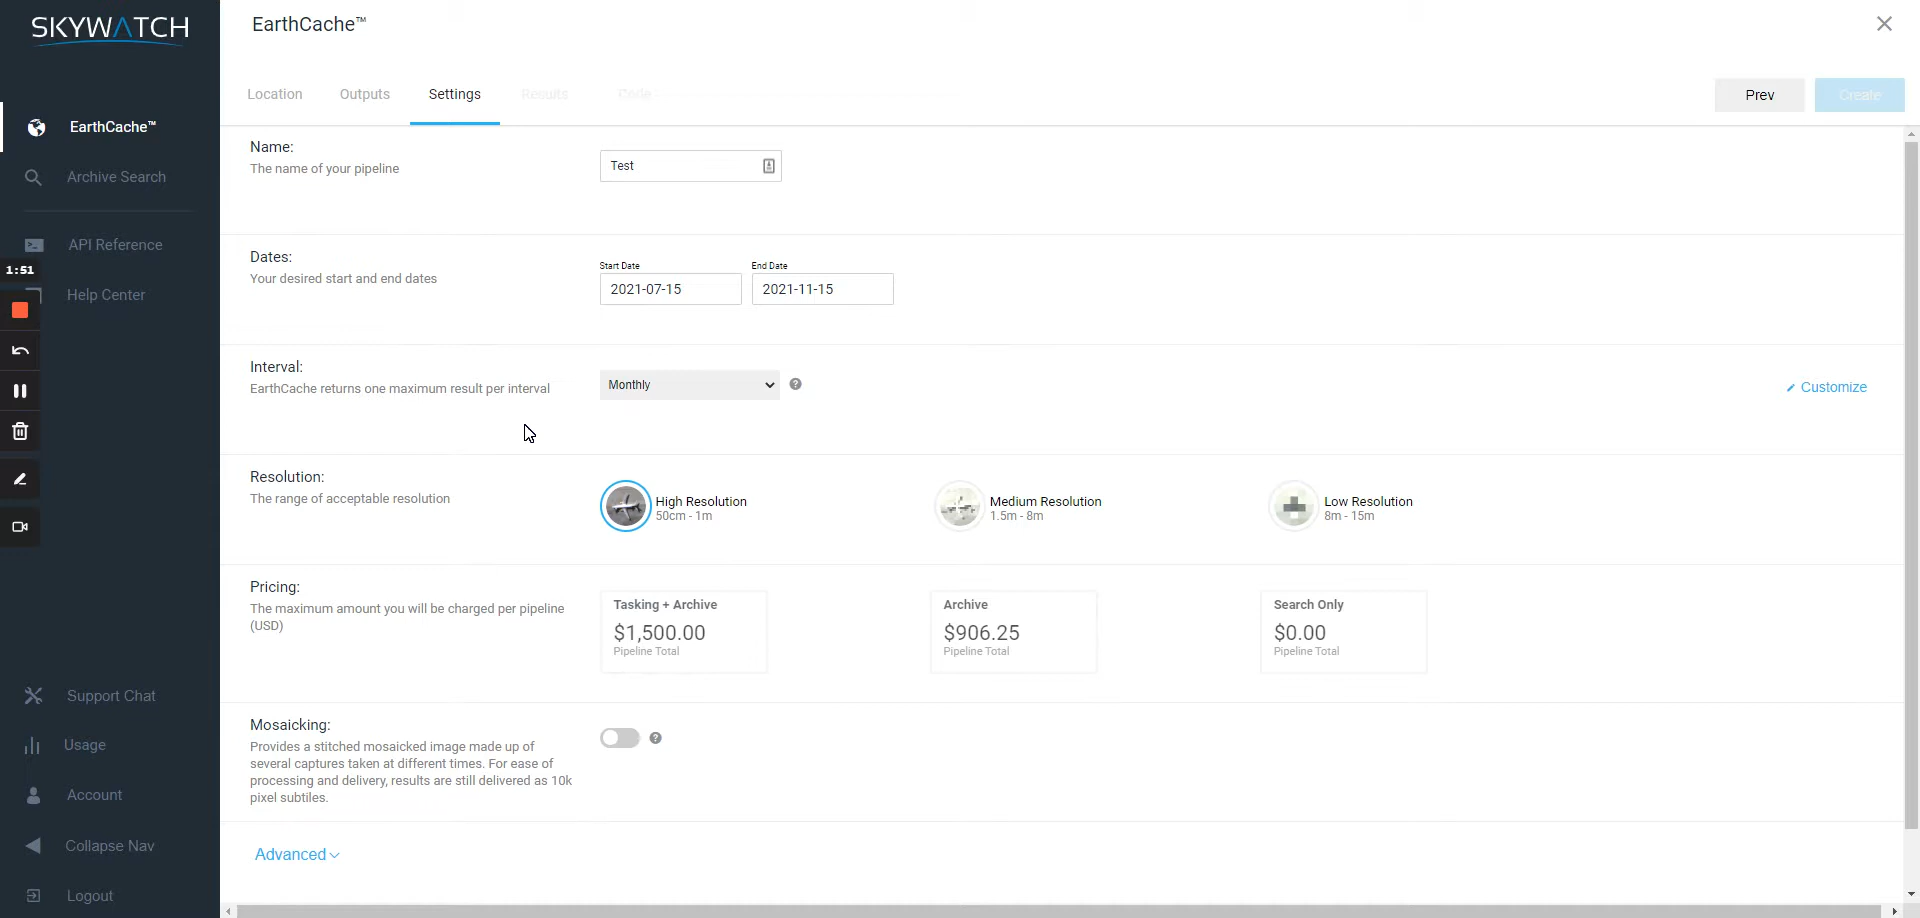 SKYWATCH
EarthCache™
EarthCache™
Archive Search
API Reference
1:51
Help Center
Support Chat
Usage
Account
Collapse Nav
Logout
Location
Outputs
Settings
Results
Code
Prev
Create
Name:
The name of your pipeline
Test
Dates:
Your desired start and end dates
Start Date
End Date
2021-07-15
2021-11-15
Interval:
EarthCache returns one maximum result per interval
Monthly
Customize
Resolution:
The range of acceptable resolution
High Resolution
50cm - 1m
Medium Resolution
1.5m - 8m
Low Resolution
8m - 15m
Pricing:
The maximum amount you will be charged per pipeline
(USD)
Tasking + Archive
$1,500.00
Pipeline Total
Archive
$906.25
Pipeline Total
Search Only
$0.00
Pipeline Total
Mosaicking:
Provides a stitched mosaicked image made up of
several captures taken at different times. For ease of
processing and delivery, results are still delivered as 10k
pixel subtiles.
Advanced